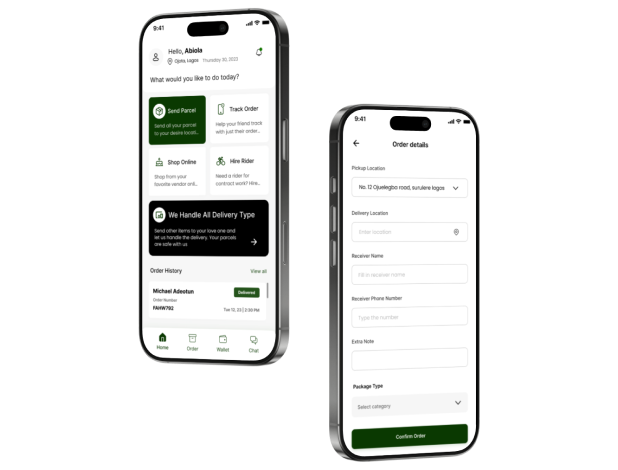 9:41
Hello, Abiola
Ojota, Lagos Thursday 10, 2023
What would you like to do today?
Send Parcel
Send all your parcel
to your desire locati...
Track Order
Help your friend track
with just their order...
Shop Online
Shop from your
favorite vendor onli...
Hire Rider
Need a rider for
contract work? Hire...
We Handle All Delivery Type
Send other items to your love one and
let us handle the delivery. Your parcels
are safe with us
Order History View all
Michael Adeotun Delivered
Order Number
FAHW792 Tue 12, 23 | 2:30 PM
Home Order Wallet Chat
9:41
Order details
Pickup Location
No. 12 Ojuelegba road, surulere lagos
Delivery Location
Enter location
Receiver Name
Fill in receiver name
Receiver Phone Number
Type the number
Extra Note
Package Type
Select category
Confirm Order